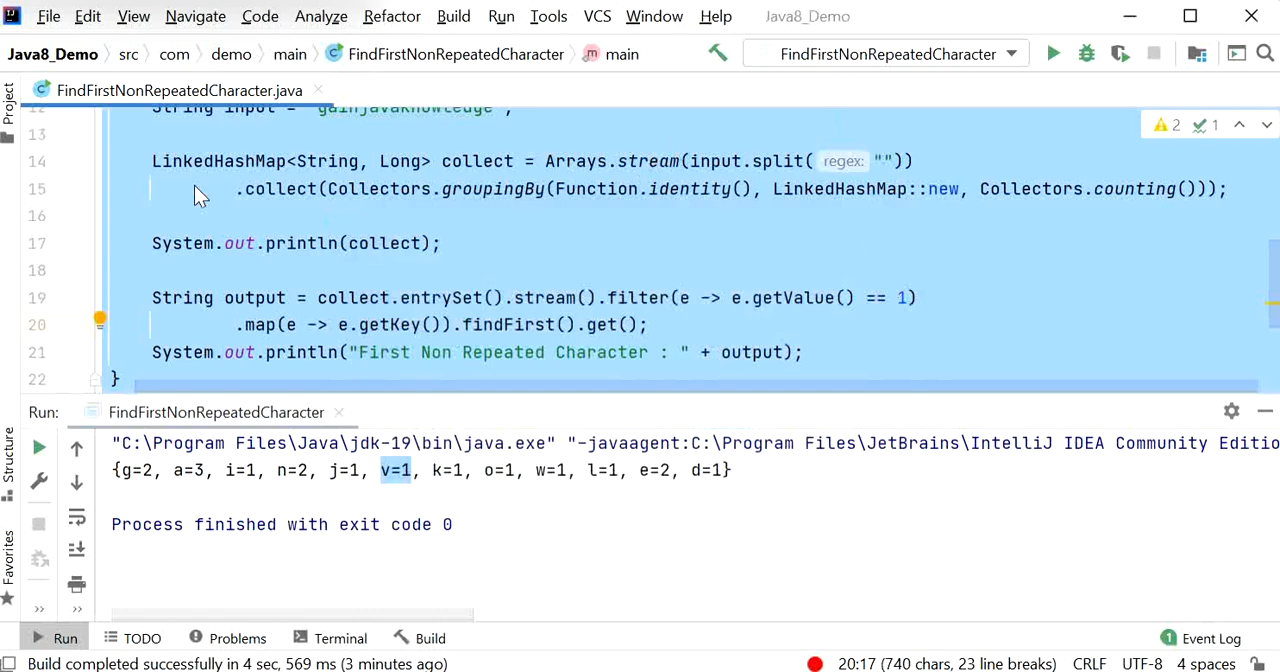 File Edit View Navigate Code Analyze Refactor Build Run Tools VCS Window Help Java8_Demo
Java8_Demo src com demo main FindFirstNonRepeatedCharacter main FindFirstNonRepeatedCharacter
Project
FindFirstNonRepeatedCharacter.java
12 String input = "gainjavaknowledge";
2 1
13
14 LinkedHashMap<String, Long> collect = Arrays.stream(input.split( regex: ""))
15 .collect(Collectors.groupingBy(Function.identity(), LinkedHashMap::new, Collectors.counting()));
16
17 System.out.println(collect);
18
19 String output = collect.entrySet().stream().filter(e -> e.getValue() == 1)
20 .map(e -> e.getKey()).findFirst().get();
21 System.out.println("First Non Repeated Character : " + output);
22 }
Run: FindFirstNonRepeatedCharacter
"C:\Program Files\Java\jdk-19\bin\java.exe" "-javaagent:C:\Program Files\JetBrains\IntelliJ IDEA Community Editio
{g=2, a=3, i=1, n=2, j=1, v=1, k=1, o=1, w=1, l=1, e=2, d=1}
Process finished with exit code 0
Structure
Favorites
Run TODO Problems Terminal Build 1 Event Log
Build completed successfully in 4 sec, 569 ms (3 minutes ago) 20:17 (740 chars, 23 line breaks) CRLF UTF-8 4 spaces